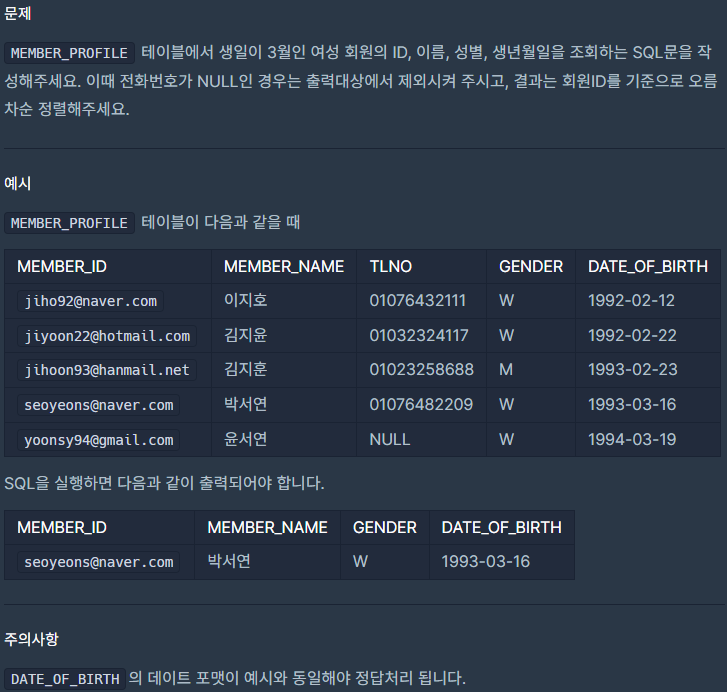 문제
MEMBER_PROFILE 테이블에서 생일이 3월인 여성 회원의 ID, 이름, 성별, 생년월일을 조회하는 SQL문을 작
성해주세요. 이때 전화번호가 NULL인 경우는 출력대상에서 제외시켜 주시고, 결과는 회원ID를 기준으로 오름
차순 정렬해주세요.
예시
MEMBER_PROFILE 테이블이 다음과 같을 때
MEMBER_ID MEMBER_NAME TLNO GENDER DATE_OF_BIRTH
jiho92@naver.com 이지호 01076432111 W 1992-02-12
jiyoon22@hotmail.com 김지윤 01032324117 W 1992-02-22
jihoon93@hanmail.net 김지훈 01023258688 M 1993-02-23
seoyeons@naver.com 박서연 01076482209 W 1993-03-16
yoonsy94@gmail.com 윤서연 NULL W 1994-03-19
SQL을 실행하면 다음과 같이 출력되어야 합니다.
MEMBER_ID MEMBER_NAME GENDER DATE_OF_BIRTH
seoyeons@naver.com 박서연 W 1993-03-16
주의사항
DATE_OF_BIRTH 의 데이트 포맷이 예시와 동일해야 정답처리 됩니다.